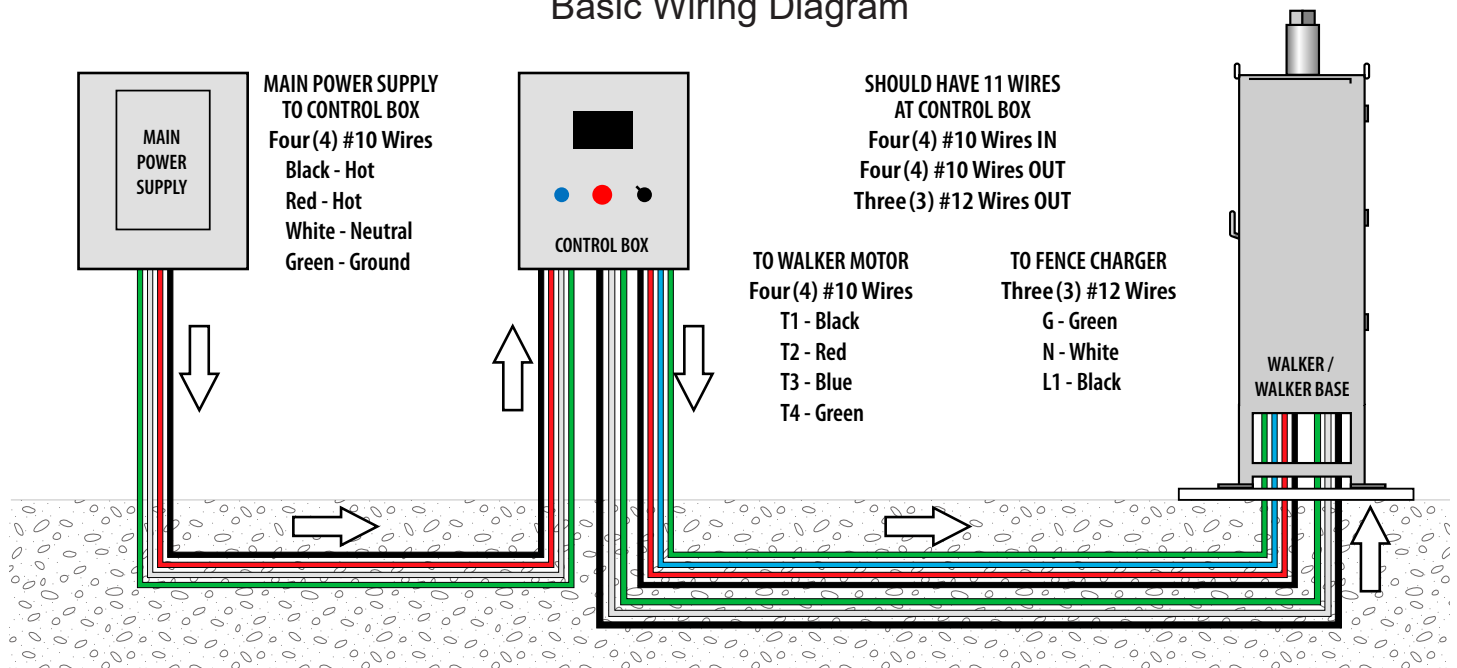 Basic Wiring Diagram
MAIN
POWER
SUPPLY
MAIN POWER SUPPLY
TO CONTROL BOX
Four (4) #10 Wires
Black - Hot
Red - Hot
White - Neutral
Green - Ground
CONTROL BOX
SHOULD HAVE 11 WIRES
AT CONTROL BOX
Four (4) #10 Wires IN
Four (4) #10 Wires OUT
Three (3) #12 Wires OUT
TO WALKER MOTOR
Four (4) #10 Wires
T1 - Black
T2 - Red
T3 - Blue
T4 - Green
TO FENCE CHARGER
Three (3) #12 Wires
G - Green
N - White
L1 - Black
WALKER /
WALKER BASE